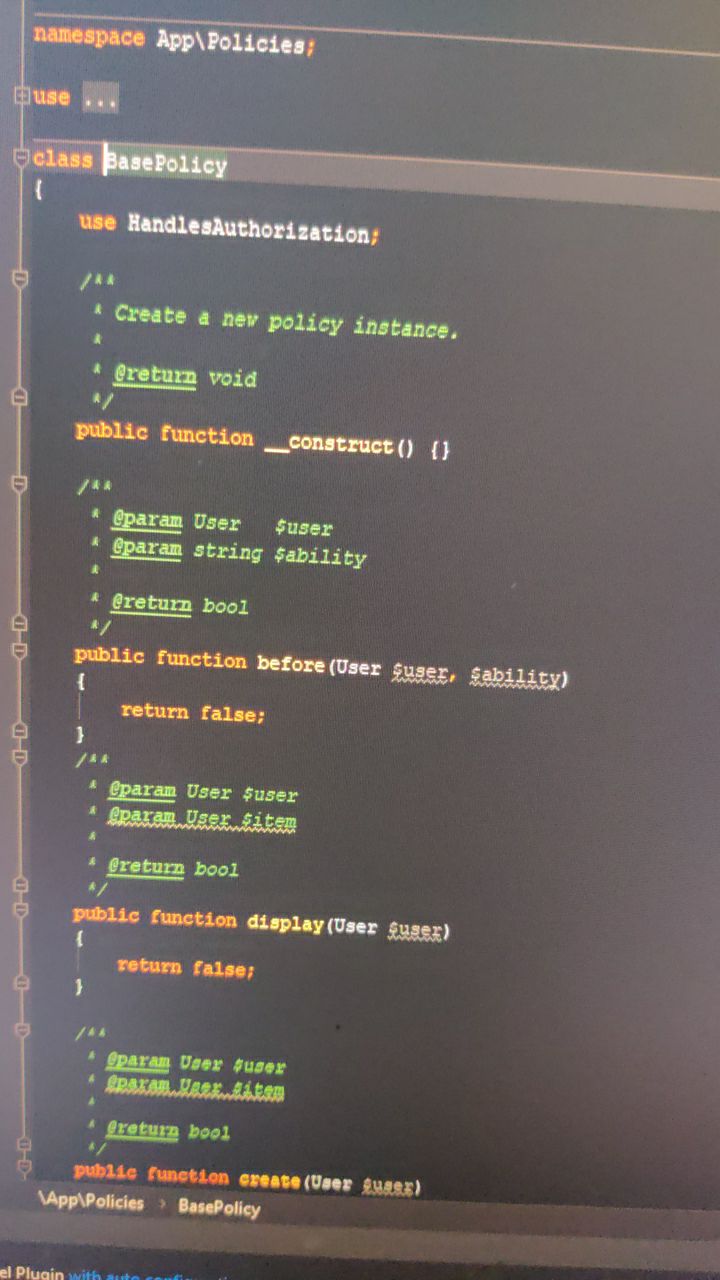 namespace App\Policies;
use ...
class BasePolicy
{
use HandlesAuthorization;
/**
* Create a new policy instance.
*
* @return void
*/
public function __construct() {}
/**
* @param User $user
* @param string $ability
*
* @return bool
*/
public function before(User $user, $ability)
{
return false;
}
/**
* @param User $user
* @param User $item
*
* @return bool
*/
public function display(User $user)
{
return false;
}
/**
* @param User $user
* @param User $item
*
* @return bool
*/
public function create(User $user)
\App\Policies › BasePolicy
el Plugin with auto